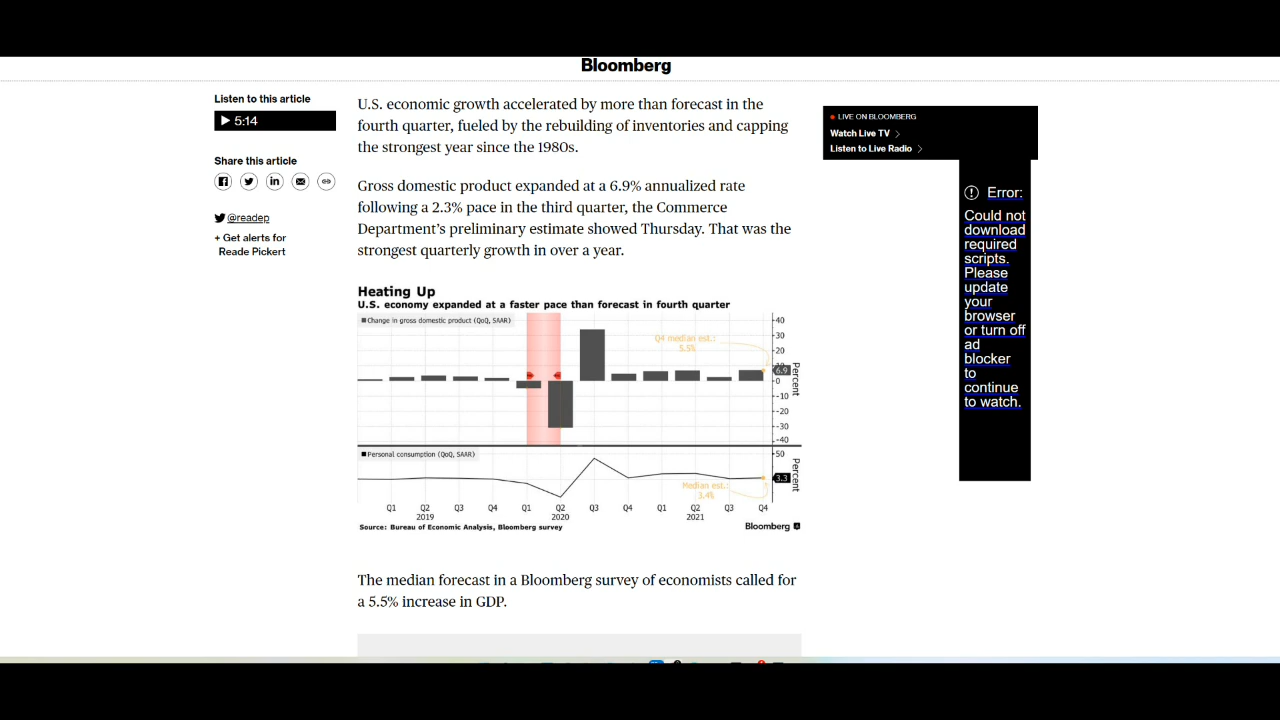 Bloomberg
Listen to this article
5:14
Share this article
@readep
+ Get alerts for
Reade Pickert
U.S. economic growth accelerated by more than forecast in the
fourth quarter, fueled by the rebuilding of inventories and capping
the strongest year since the 1980s.
Gross domestic product expanded at a 6.9% annualized rate
following a 2.3% pace in the third quarter, the Commerce
Department’s preliminary estimate showed Thursday. That was the
strongest quarterly growth in over a year.
Heating Up
U.S. economy expanded at a faster pace than forecast in fourth quarter
Change in gross domestic product (QoQ, SAAR)
Q4 median est.:
5.5%
40
30
20
10
6.9
0
-10
-20
-30
-40
Percent
Personal consumption (QoQ, SAAR)
Median est.:
3.4%
50
3.3
Percent
Q1 Q2 Q3 Q4 Q1 Q2 Q3 Q4 Q1 Q2 Q3 Q4
2019 2020 2021
Source: Bureau of Economic Analysis, Bloomberg survey
Bloomberg
The median forecast in a Bloomberg survey of economists called for
a 5.5% increase in GDP.
LIVE ON BLOOMBERG
Watch Live TV
Listen to Live Radio
Error:
Could not
download
required
scripts.
Please
update
your
browser
or turn off
ad
blocker
to
continue
to watch.